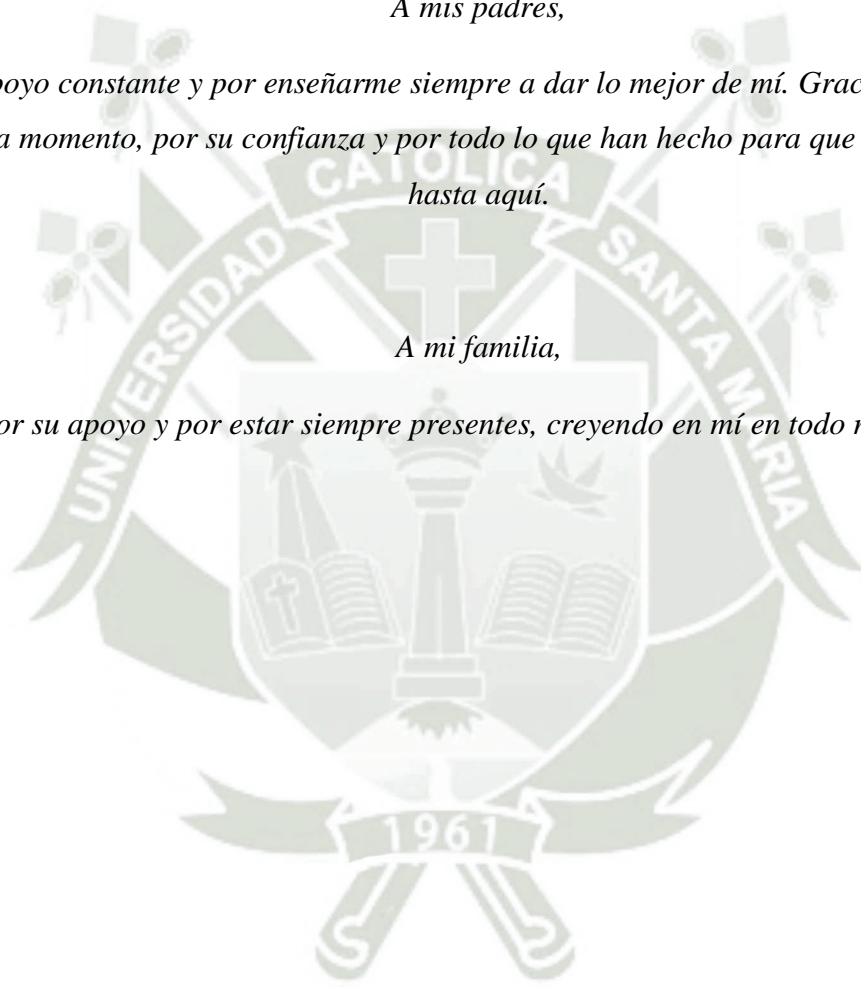 A mis padres,
poyo constante y por enseñarme siempre a dar lo mejor de mí. Grac
a momento, por su confianza y por todo lo que han hecho para que
hasta aquí.
A mi familia,
or su apoyo y por estar siempre presentes, creyendo en mí en todo
UNIVERSIDAD CATOLICA SANTA MARIA
1961